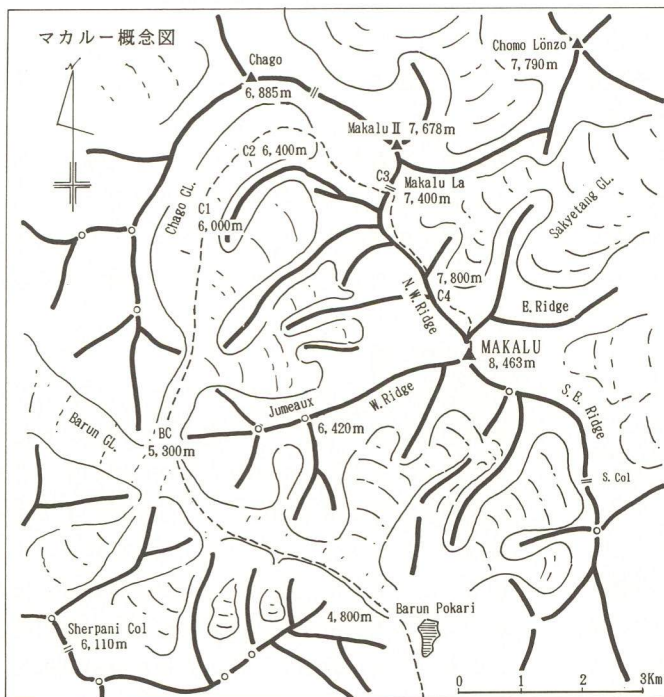 マカルー概念図
Chago
6,885m
Chomo Lönzo
7,790m
Makalu Ⅱ 7,678m
C2 6,400m
C3
Makalu La
7,400m
Chago GL.
C1
6,000m
Sakyetang GL.
7,800m
C4
N.W. Ridge
E. Ridge
MAKALU
8,463m
W. Ridge
S.E. Ridge
Jumeaux
6,420m
Barun GL.
BC
5,300m
S. Col
Sherpani Col
6,110m
4,800m
Barun Pokari
0 1 2 3Km